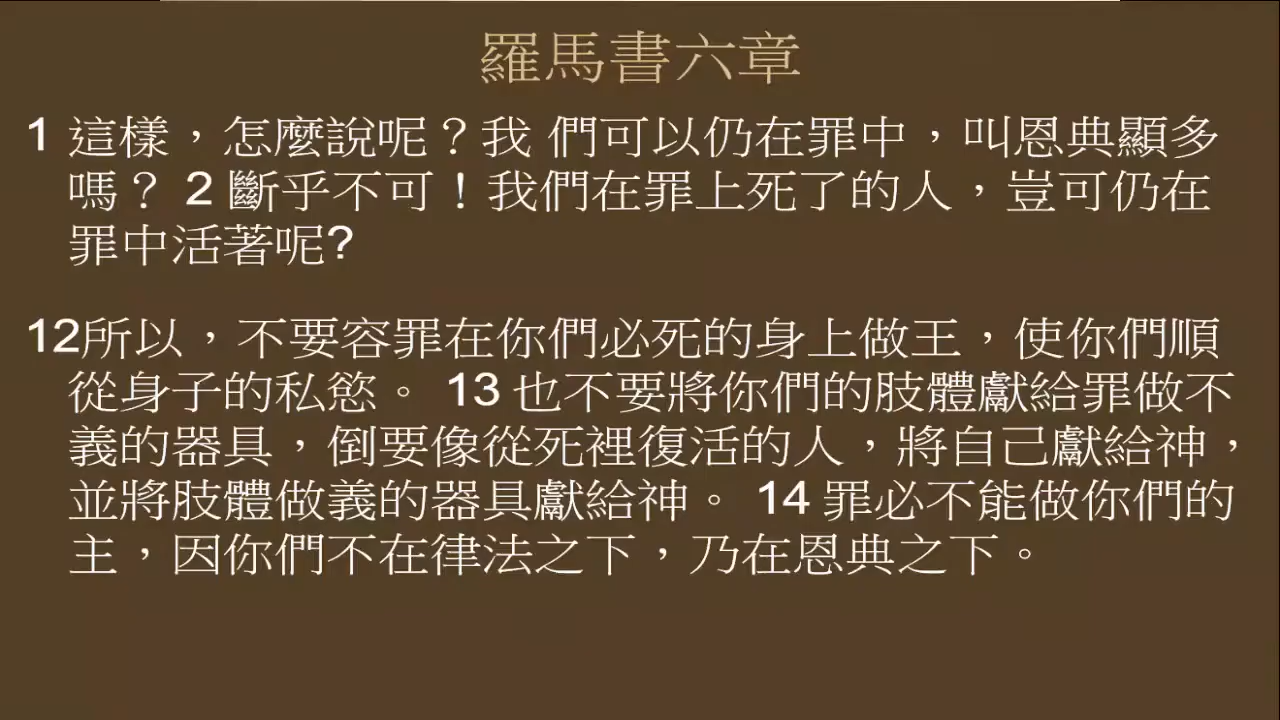 羅馬書六章
1 這樣，怎麼說呢？我 們可以仍在罪中，叫恩典顯多
嗎？ 2 斷乎不可！我們在罪上死了的人，豈可仍在
罪中活著呢?
12所以，不要容罪在你們必死的身上做王，使你們順
從身子的私慾。 13 也不要將你們的肢體獻給罪做不
義的器具，倒要像從死裡復活的人，將自己獻給神，
並將肢體做義的器具獻給神。 14 罪必不能做你們的
主，因你們不在律法之下，乃在恩典之下。